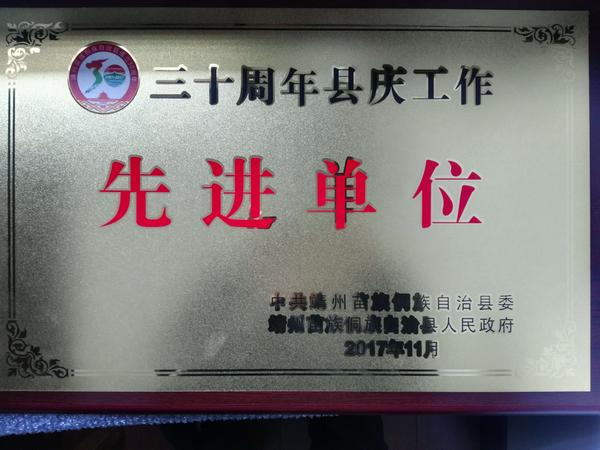 三十周年县庆工作
先进单位
中共靖州苗族侗族自治县委
靖州苗族侗族自治县人民政府
2017年11月